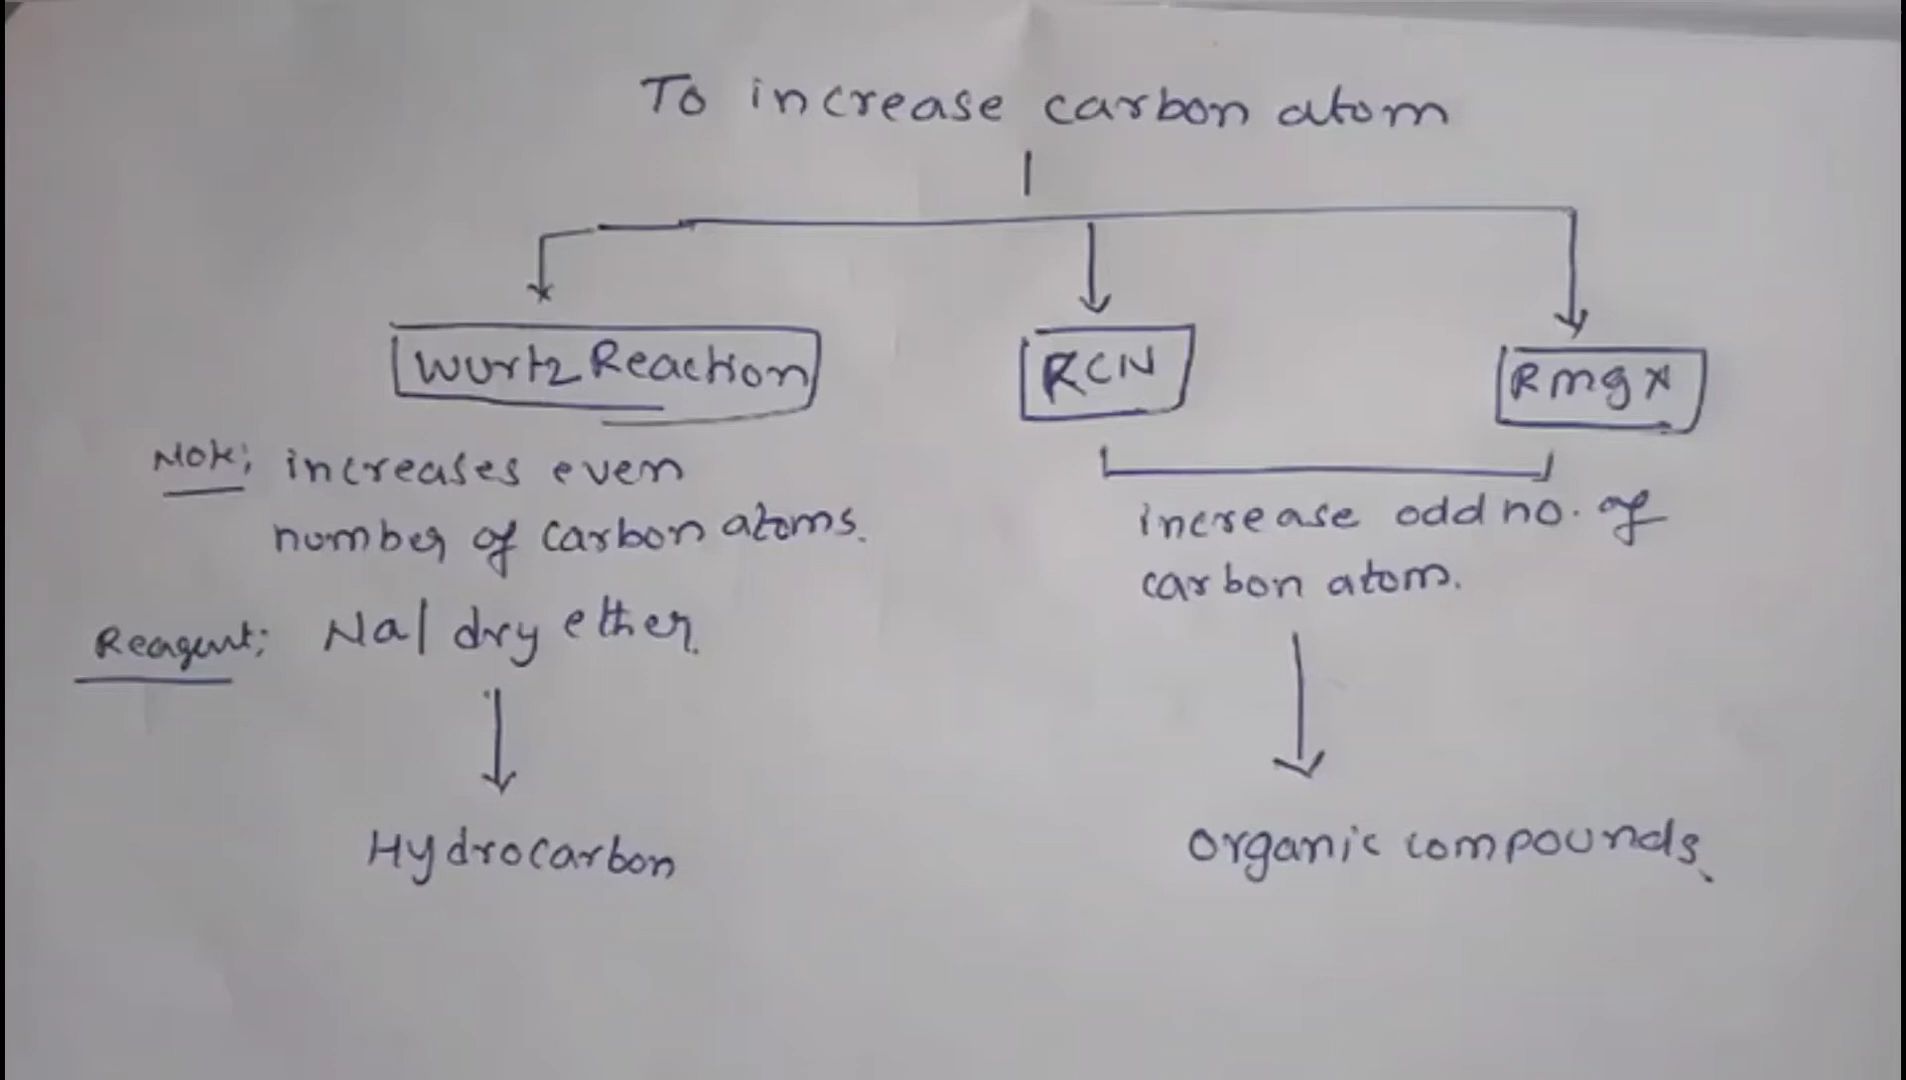 To increase carbon atom
Wurtz Reaction
RCN
Rmgx
Note; increases even
number of carbon atoms.
Reagent; Na/ dry ether.
Hydrocarbon
increase odd no. of
carbon atom.
organic compounds.